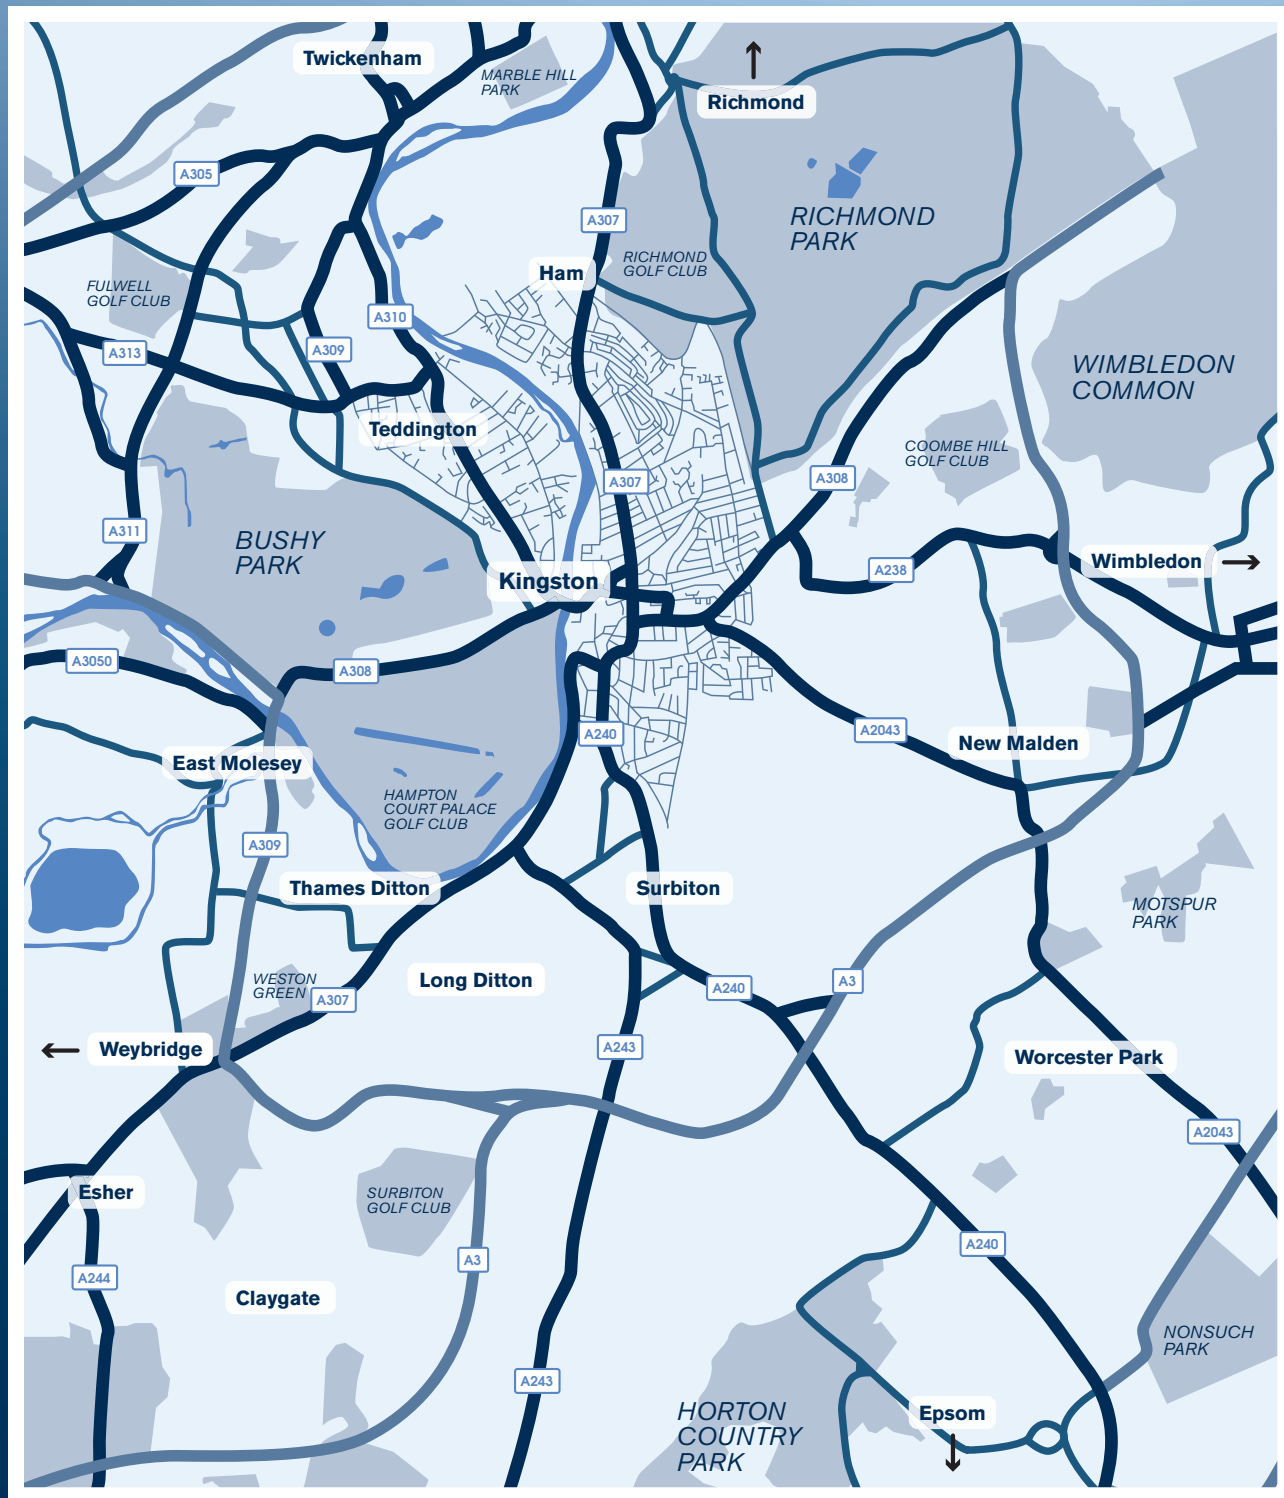 Twickenham
MARBLE HILL
PARK
Richmond
A305
RICHMOND
PARK
A307
Ham
RICHMOND
GOLF CLUB
FULWELL
GOLF CLUB
A310
A309
A313
WIMBLEDON
COMMON
Teddington
COOMBE HILL
GOLF CLUB
A307
A308
A311
BUSHY
PARK
Kingston
A238
Wimbledon
A3050
A308
A240
A2043
New Malden
East Molesey
HAMPTON
COURT PALACE
GOLF CLUB
A309
Thames Ditton
Surbiton
MOTSPUR
PARK
WESTON
GREEN
A307
Long Ditton
A240
A3
Weybridge
A243
Worcester Park
A2043
Esher
SURBITON
GOLF CLUB
A3
A240
A244
Claygate
NONSUCH
PARK
A243
HORTON
COUNTRY
PARK
Epsom